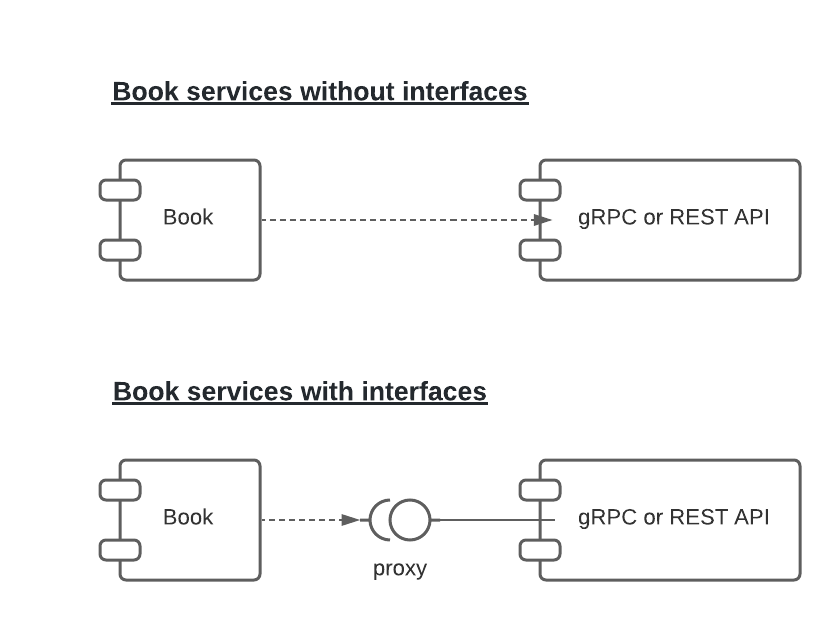 Book services without interfaces
Book
gRPC or REST API
Book services with interfaces
Book
gRPC or REST API
proxy